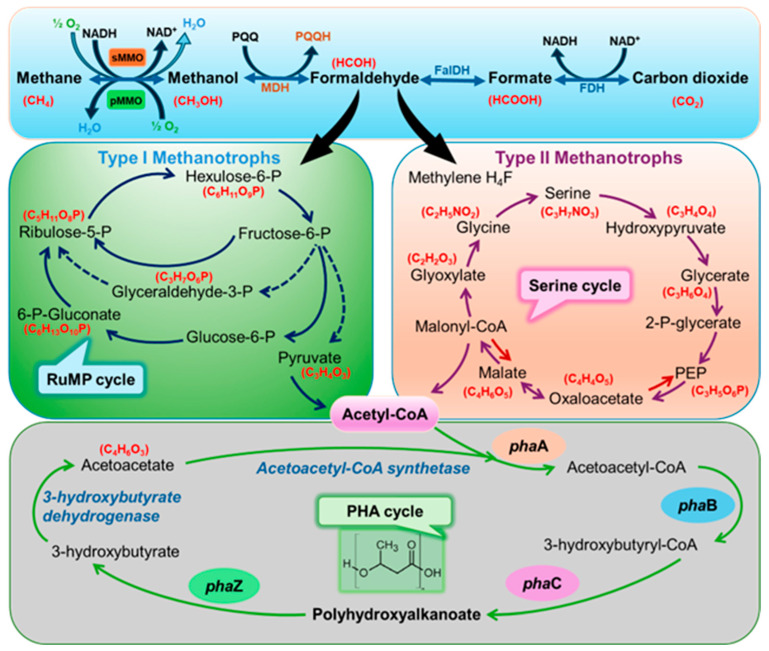 ½ O₂
NADH
NAD⁺
H₂O
PQQ
PQQH
(HCOH)
NADH
NAD⁺
sMMO
Methane
Methanol
MDH
Formaldehyde
FalDH
Formate
FDH
Carbon dioxide
(CH₄)
pMMO
(CH₃OH)
(HCOOH)
(CO₂)
H₂O
½ O₂
Type I Methanotrophs
Hexulose-6-P
(C₆H₁₁O₉P)
(C₅H₁₁O₈P)
Ribulose-5-P
Fructose-6-P
(C₃H₇O₆P)
Glyceraldehyde-3-P
6-P-Gluconate
(C₆H₁₃O₁₀P)
Glucose-6-P
Pyruvate
(C₃H₄O₃)
RuMP cycle
Type II Methanotrophs
Methylene H₄F
Serine
(C₃H₇NO₃)
(C₂H₅NO₂)
Glycine
(C₃H₄O₄)
Hydroxypyruvate
(C₂H₂O₃)
Glyoxylate
Glycerate
(C₃H₆O₄)
Serine cycle
Malonyl-CoA
2-P-glycerate
Malate
(C₄H₆O₅)
(C₄H₄O₅)
Oxaloacetate
PEP
(C₃H₅O₆P)
Acetyl-CoA
(C₄H₆O₃)
Acetoacetate
Acetoacetyl-CoA synthetase
phaA
Acetoacetyl-CoA
3-hydroxybutyrate
dehydrogenase
PHA cycle
phaB
CH₃
O
H
O
OH
n
3-hydroxybutyrate
3-hydroxybutyryl-CoA
phaZ
phaC
Polyhydroxyalkanoate